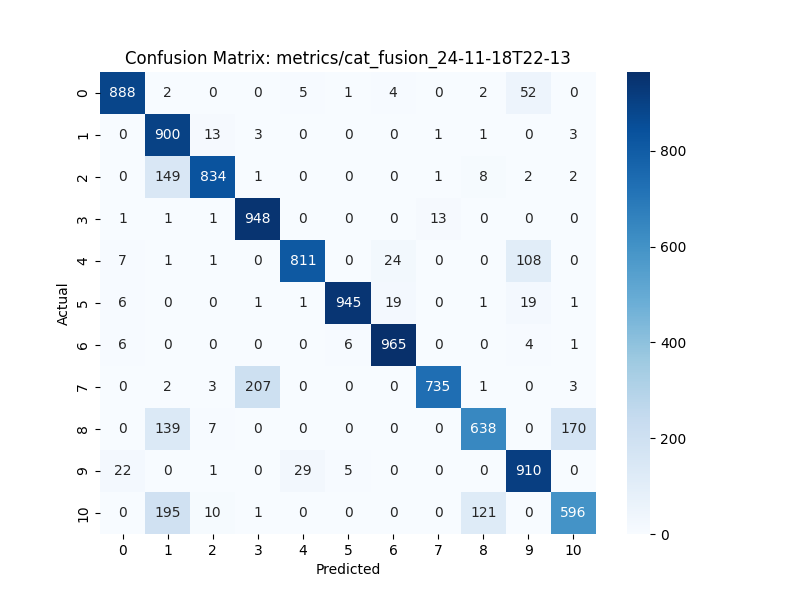 Confusion Matrix: metrics/cat_fusion_24-11-18T22-13
0 888 2 0 0 5 1 4 0 2 52 0
1 0 900 13 3 0 0 0 1 1 0 3
2 0 149 834 1 0 0 0 1 8 2 2
3 1 1 1 948 0 0 0 13 0 0 0
4 7 1 1 0 811 0 24 0 0 108 0
5 6 0 0 1 1 945 19 0 1 19 1
6 6 0 0 0 0 6 965 0 0 4 1
7 0 2 3 207 0 0 0 735 1 0 3
8 0 139 7 0 0 0 0 0 638 0 170
9 22 0 1 0 29 5 0 0 0 910 0
10 0 195 10 1 0 0 0 0 121 0 596
0 1 2 3 4 5 6 7 8 9 10
Predicted
Actual
800
600
400
200
0